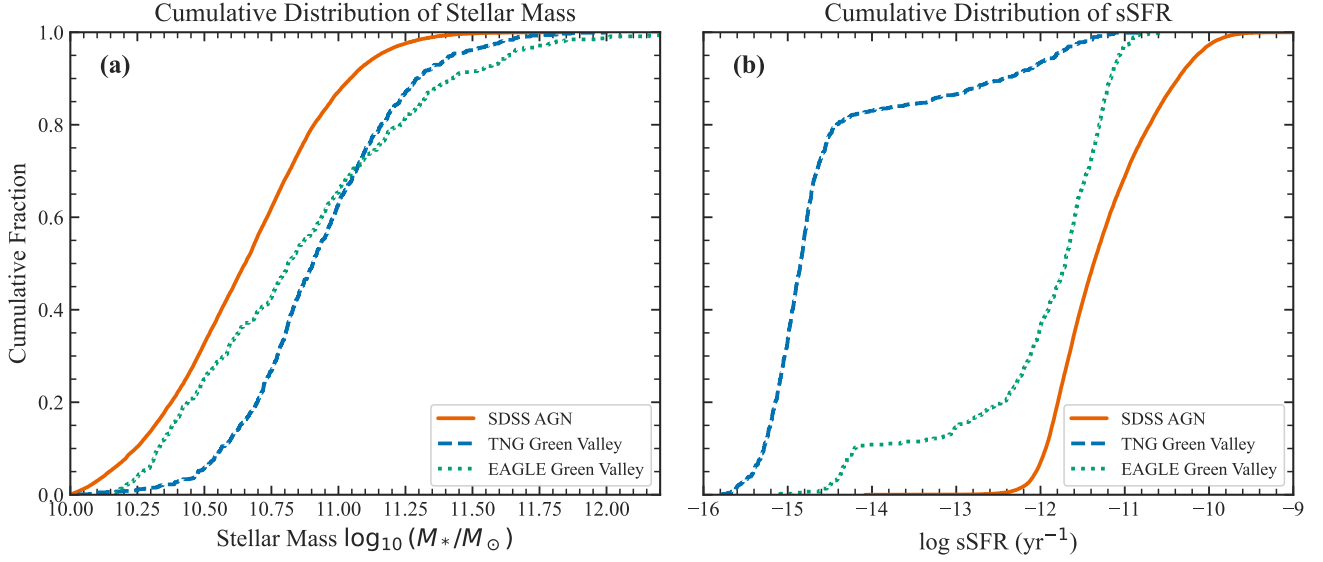 Cumulative Distribution of Stellar Mass
(a)
Cumulative Fraction
1.0
0.8
0.6
0.4
0.2
0.0
SDSS AGN
TNG Green Valley
EAGLE Green Valley
10.00 10.25 10.50 10.75 11.00 11.25 11.50 11.75 12.00
Stellar Mass log₁₀ (M∗/M⊙)
Cumulative Distribution of sSFR
(b)
SDSS AGN
TNG Green Valley
EAGLE Green Valley
−16 −15 −14 −13 −12 −11 −10 −9
log sSFR (yr⁻¹)